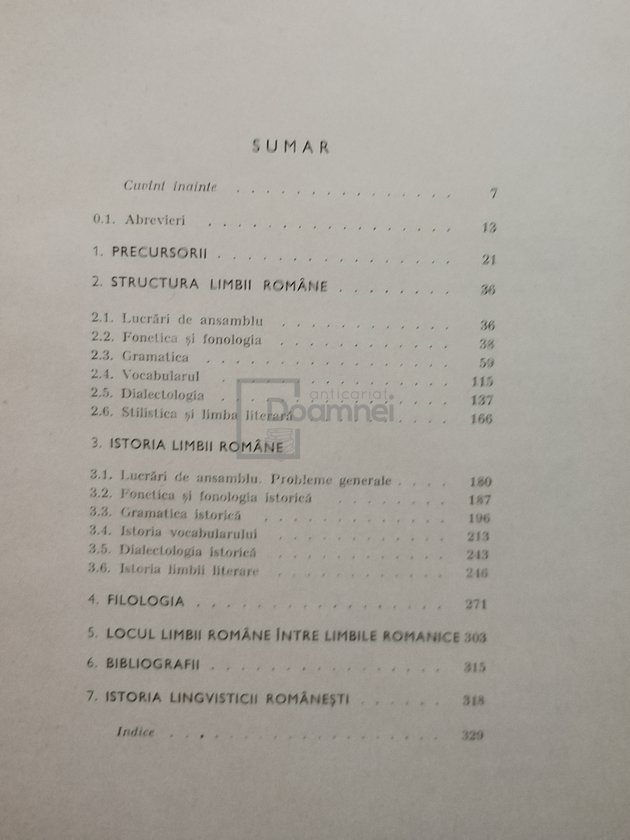 SUMAR
Cuvînt înainte . . . . . . . . . . . . . . . 7
0.1. Abrevieri . . . . . . . . . . . . . . . . . 13
1. PRECURSORII . . . . . . . . . . . . . . . . 21
2. STRUCTURA LIMBII ROMÂNE . . . . . . . . 36
2.1. Lucrări de ansamblu . . . . . . . . . . . . 36
2.2. Fonetica și fonologia . . . . . . . . . . . . 38
2.3. Gramatica . . . . . . . . . . . . . . . . . 59
2.4. Vocabularul . . . . . . . . . . . . . . . . 115
2.5. Dialectologia . . . . . . . . . . . . . . . . 137
2.6. Stilistica și limba literară . . . . . . . . . . 166
anticariat
Doamnei
3. ISTORIA LIMBII ROMÂNE
3.1. Lucrări de ansamblu. Probleme generale . . . . 180
3.2. Fonetica și fonologia istorică . . . . . . . . 187
3.3. Gramatica istorică . . . . . . . . . . . . . 196
3.4. Istoria vocabularului . . . . . . . . . . . . 213
3.5. Dialectologia istorică . . . . . . . . . . . . 243
3.6. Istoria limbii literare . . . . . . . . . . . . 246
4. FILOLOGIA . . . . . . . . . . . . . . . . . 271
5. LOCUL LIMBII ROMÂNE ÎNTRE LIMBILE ROMANICE 303
6. BIBLIOGRAFII . . . . . . . . . . . . . . . . 315
7. ISTORIA LINGVISTICII ROMÂNEȘTI . . . . . . 318
Indice . . . . . . . . . . . . . . . . . . . 329